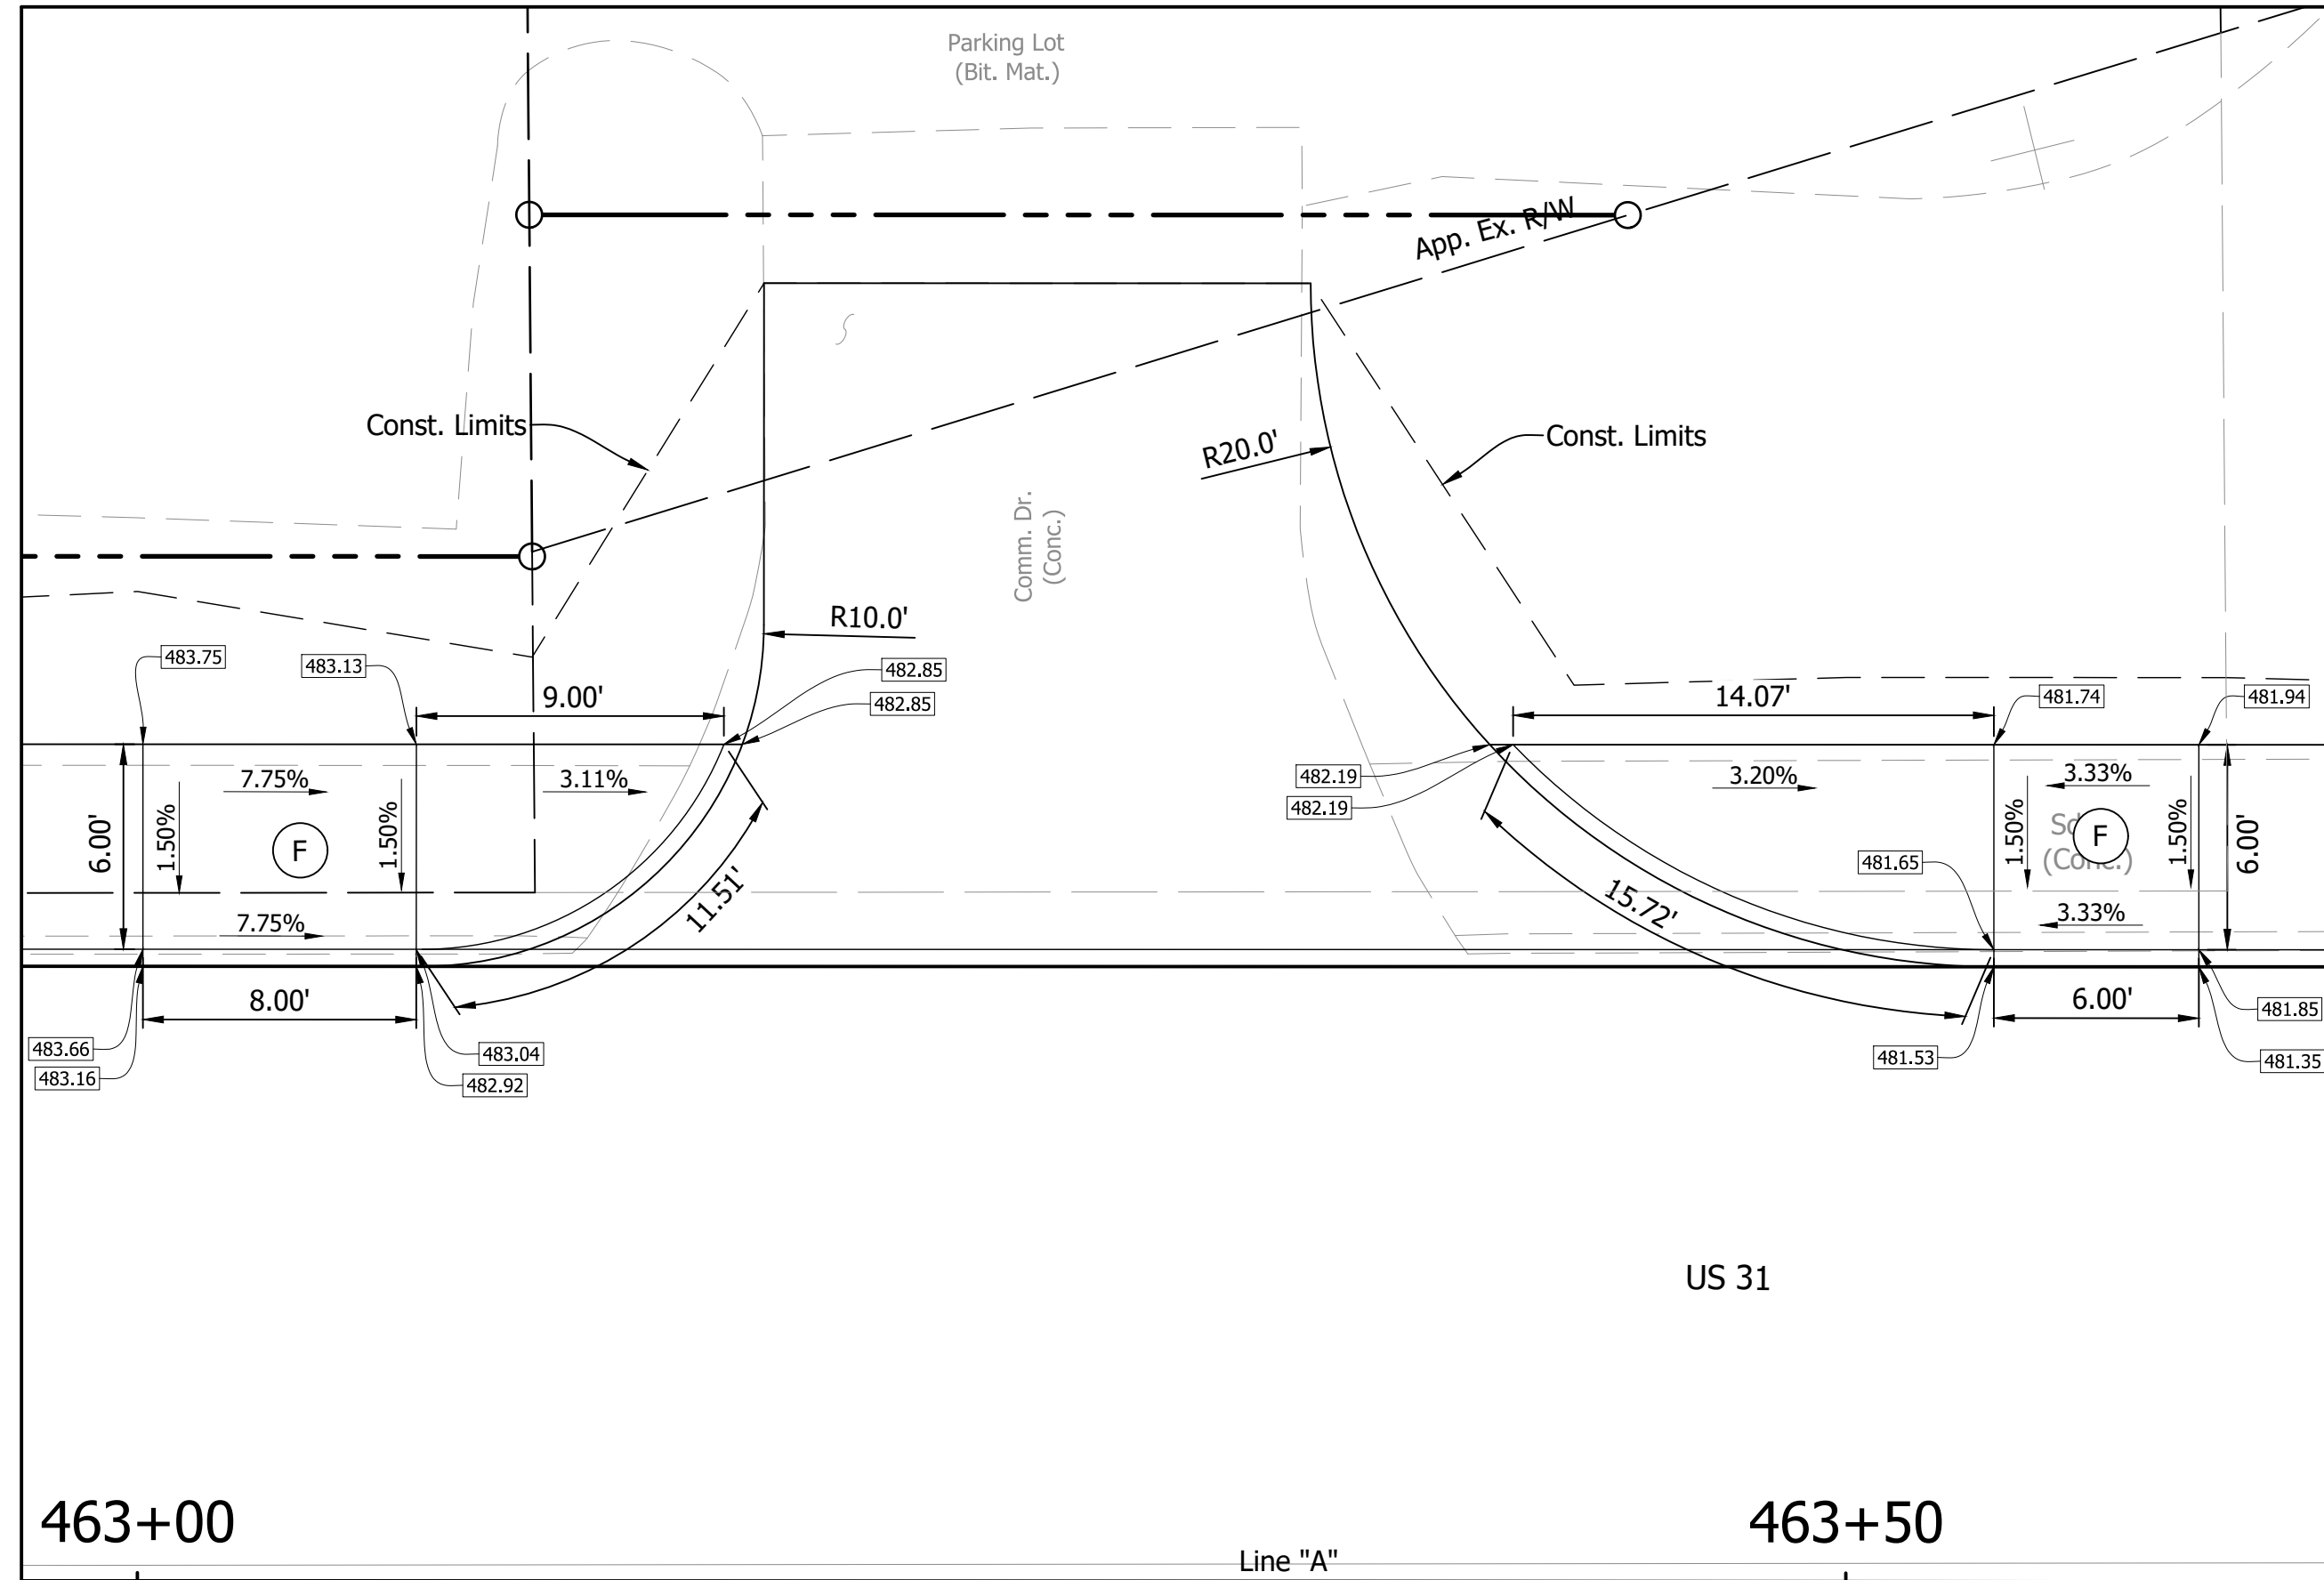 Parking Lot
(Bit. Mat.)
App. Ex. R/W
Const. Limits
R20.0'
Const. Limits
Comm. Dr.
(Conc.)
R10.0'
483.75
483.13
482.85
482.85
9.00'
14.07'
481.74
481.94
7.75%
3.11%
482.19
482.19
3.20%
3.33%
6.00'
1.50%
F
1.50%
481.65
1.50%
F
(Conc.)
1.50%
6.00'
7.75%
11.51'
15.72'
3.33%
8.00'
6.00'
481.85
483.66
483.16
483.04
482.92
481.53
481.35
US 31
463+00
463+50
Line "A"